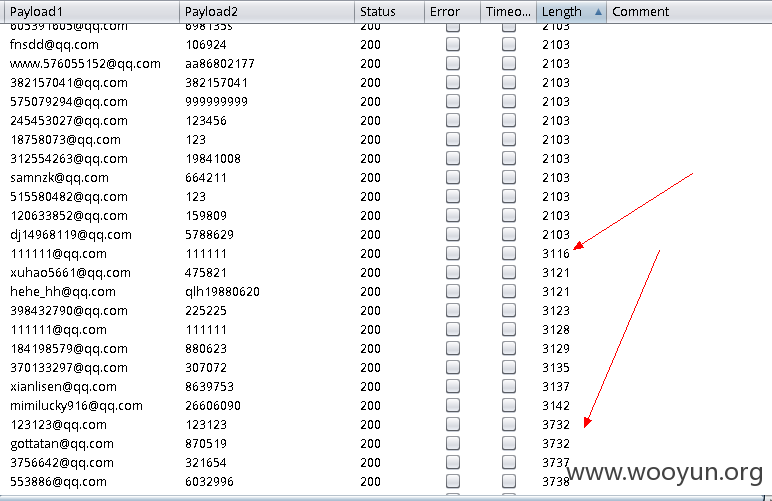 Payload1 Payload2 Status Error Timeo... Length Comment
200 2103
fnsdd@qq.com 106924 200 2103
www.576055152@qq.com aa86802177 200 2103
382157041@qq.com 382157041 200 2103
575079294@qq.com 999999999 200 2103
245453027@qq.com 123456 200 2103
18758073@qq.com 123 200 2103
312554263@qq.com 19841008 200 2103
samnzk@qq.com 664211 200 2103
515580482@qq.com 123 200 2103
120633852@qq.com 159809 200 2103
dj14968119@qq.com 5788629 200 2103
111111@qq.com 111111 200 3116
xuhao5661@qq.com 475821 200 3121
hehe_hh@qq.com qlh19880620 200 3121
398432790@qq.com 225225 200 3123
111111@qq.com 111111 200 3128
184198579@qq.com 880623 200 3129
370133297@qq.com 307072 200 3135
xianlisen@qq.com 8639753 200 3137
mimilucky916@qq.com 26606090 200 3142
123123@qq.com 123123 200 3732
gottatan@qq.com 870519 200 3732
3756642@qq.com 321654 200 3737
553886@qq.com 6032996 200 3738
www.wooyun.org